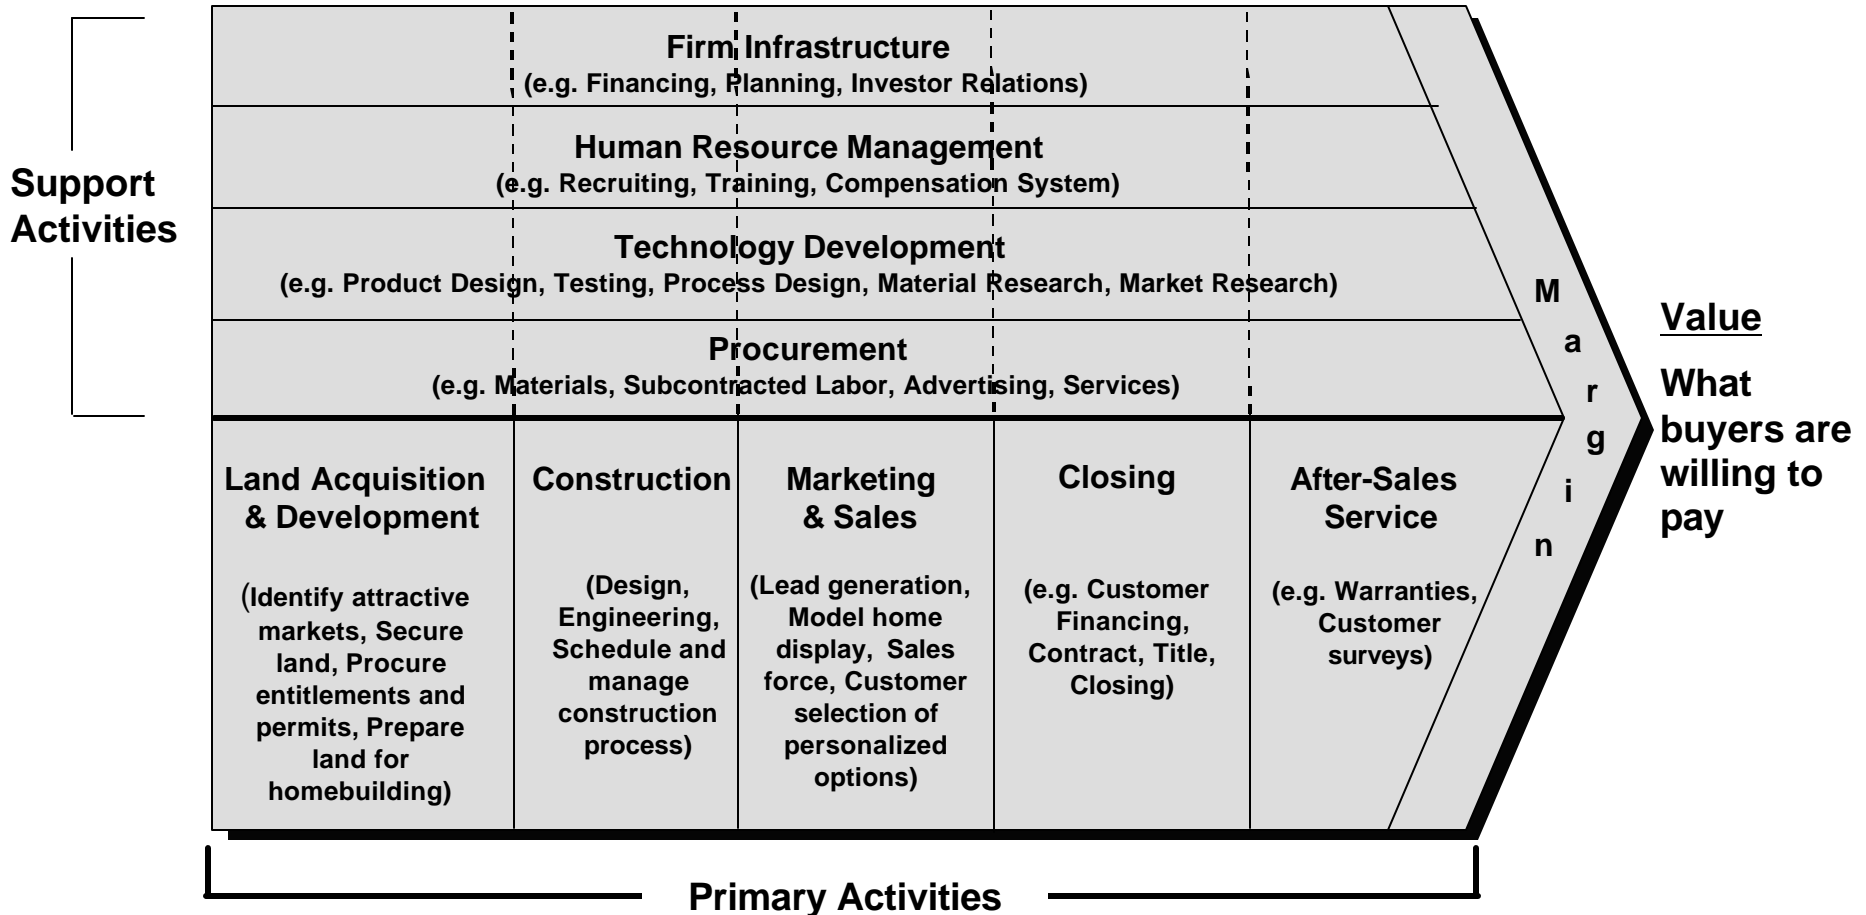 Support
Activities
Firm Infrastructure
(e.g. Financing, Planning, Investor Relations)
Human Resource Management
(e.g. Recruiting, Training, Compensation System)
Technology Development
(e.g. Product Design, Testing, Process Design, Material Research, Market Research)
Procurement
(e.g. Materials, Subcontracted Labor, Advertising, Services)
Land Acquisition
& Development
(Identify attractive
markets, Secure
land, Procure
entitlements and
permits, Prepare
land for
homebuilding)
Construction
(Design,
Engineering,
Schedule and
manage
construction
process)
Marketing
& Sales
(Lead generation,
Model home
display, Sales
force, Customer
selection of
personalized
options)
Closing
(e.g. Customer
Financing,
Contract, Title,
Closing)
After-Sales
Service
(e.g. Warranties,
Customer
surveys)
Margin
Value
What
buyers are
willing to
pay
Primary Activities